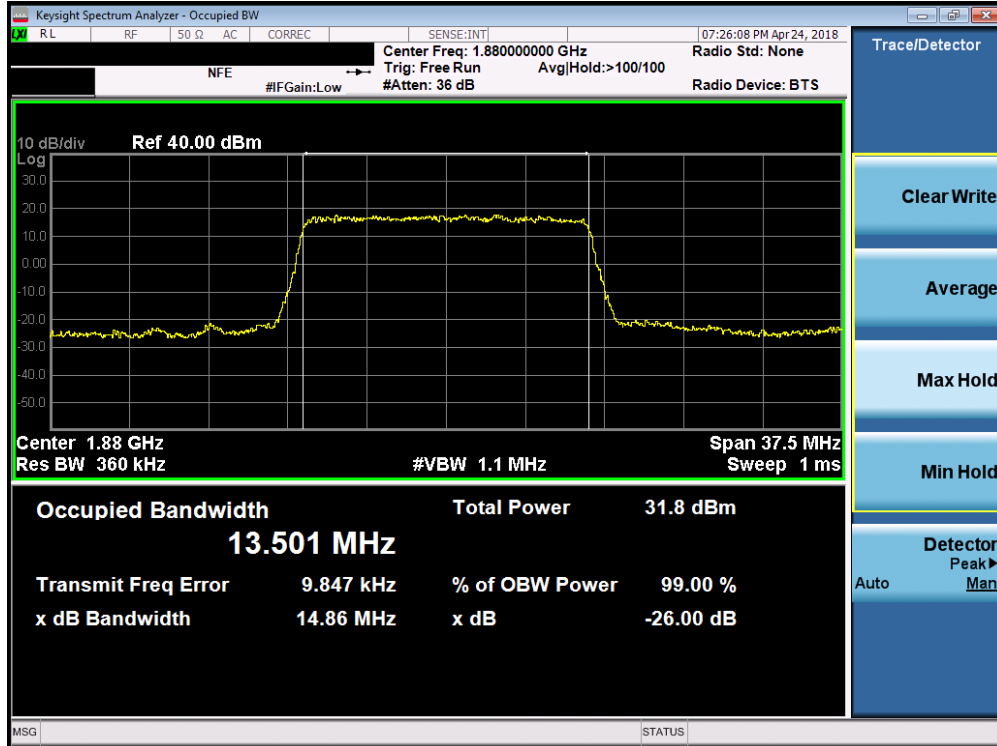 Keysight Spectrum Analyzer - Occupied BW
LXI RL RF 50 Ω AC CORREC SENSE:INT 07:26:08 PM Apr 24, 2018
Center Freq: 1.880000000 GHz Radio Std: None
NFE Trig: Free Run Avg|Hold:>100/100
#IFGain:Low #Atten: 36 dB Radio Device: BTS
Trace/Detector
10 dB/div Ref 40.00 dBm
Log
30.0
20.0
10.0
0.00
-10.0
-20.0
-30.0
-40.0
-50.0
Center 1.88 GHz Span 37.5 MHz
Res BW 360 kHz #VBW 1.1 MHz Sweep 1 ms
Occupied Bandwidth Total Power 31.8 dBm
13.501 MHz
Transmit Freq Error 9.847 kHz % of OBW Power 99.00 %
x dB Bandwidth 14.86 MHz x dB -26.00 dB
Clear Write
Average
Max Hold
Min Hold
Detector
Peak▶
Auto Man
MSG STATUS